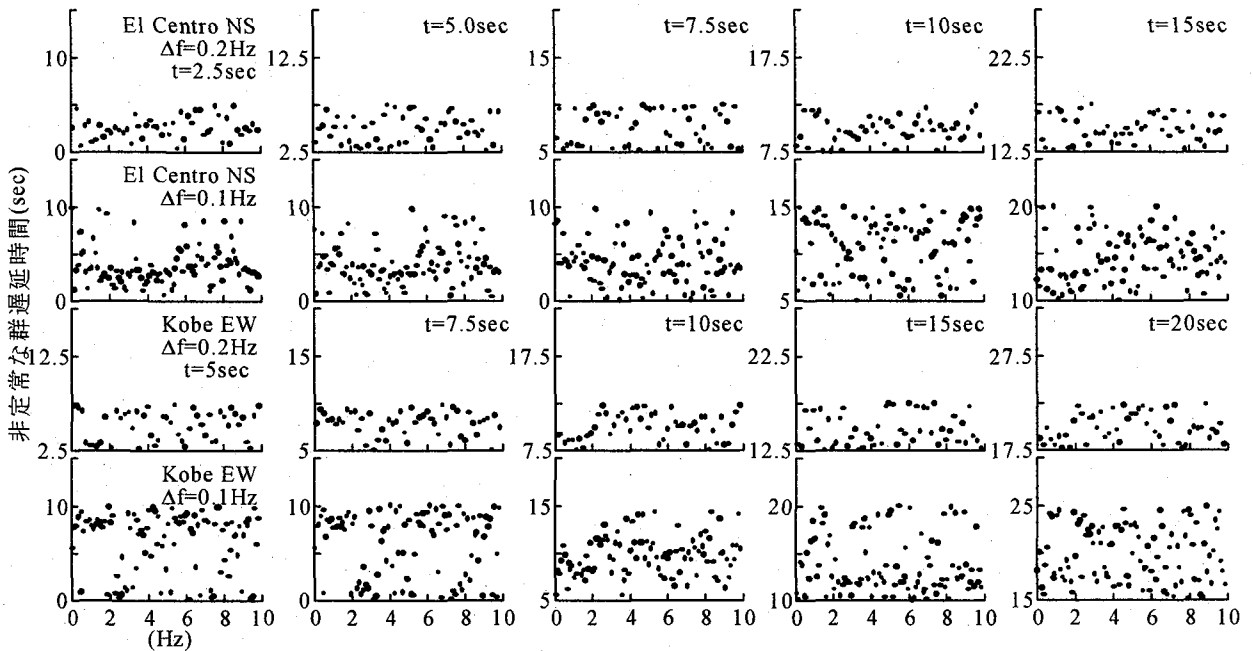 El Centro NS
Δf=0.2Hz
t=2.5sec
t=5.0sec
t=7.5sec
t=10sec
t=15sec
10
0
12.5
2.5
15
5
17.5
7.5
22.5
12.5
El Centro NS
Δf=0.1Hz
10
0
10
0
10
0
15
5
20
10
非定常な群遅延時間(sec)
Kobe EW
Δf=0.2Hz
t=5sec
t=7.5sec
t=10sec
t=15sec
t=20sec
12.5
2.5
15
5
17.5
7.5
22.5
12.5
27.5
17.5
Kobe EW
Δf=0.1Hz
10
0
10
0
15
5
20
10
25
15
0 2 4 6 8 10
0 2 4 6 8 10
0 2 4 6 8 10
0 2 4 6 8 10
0 2 4 6 8 10
(Hz)